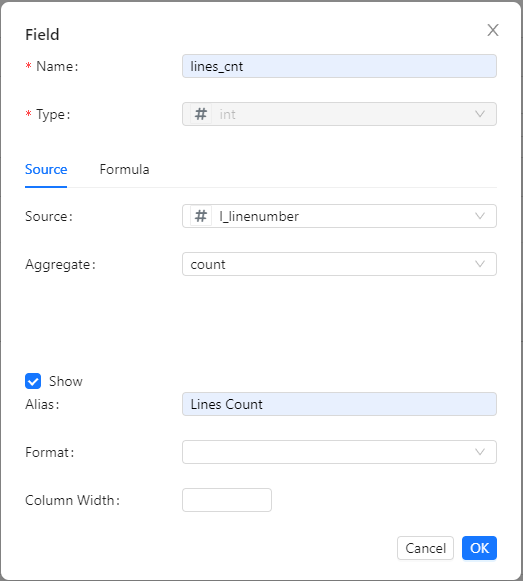 Field
* Name:
lines_cnt
* Type:
# int
Source Formula
Source:
# l_linenumber
Aggregate:
count
Show
Alias:
Lines Count
Format:
Column Width:
Cancel OK